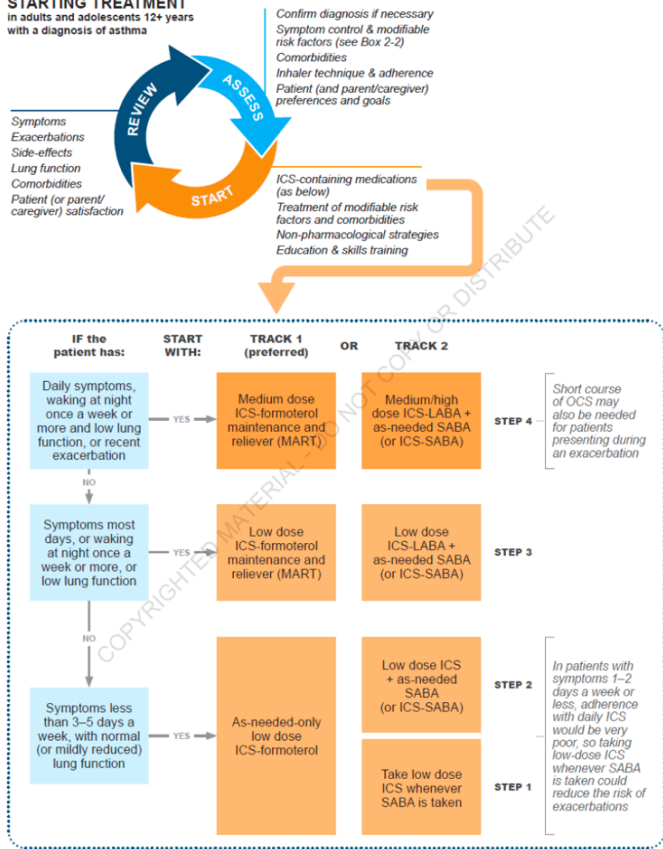 STARTING TREATMENT
in adults and adolescents 12+ years
with a diagnosis of asthma
Confirm diagnosis if necessary
Symptom control & modifiable
risk factors (see Box 2-2)
Comorbidities
Inhaler technique & adherence
Patient (and parent/caregiver)
preferences and goals
REVIEW
ASSESS
START
Symptoms
Exacerbations
Side-effects
Lung function
Comorbidities
Patient (or parent/
caregiver) satisfaction
ICS-containing medications
(as below)
Treatment of modifiable risk
factors and comorbidities
Non-pharmacological strategies
Education & skills training
COPYRIGHTED MATERIAL - DO NOT COPY OR DISTRIBUTE
IF the
patient has:
START
WITH:
TRACK 1
(preferred)
OR
TRACK 2
Daily symptoms,
waking at night
once a week or
more and low lung
function, or recent
exacerbation
YES
Medium dose
ICS-formoterol
maintenance and
reliever (MART)
Medium/high
dose ICS-LABA +
as-needed SABA
(or ICS-SABA)
STEP 4
Short course
of OCS may
also be needed
for patients
presenting during
an exacerbation
NO
Symptoms most
days, or waking
at night once a
week or more, or
low lung function
YES
Low dose
ICS-formoterol
maintenance and
reliever (MART)
Low dose
ICS-LABA +
as-needed SABA
(or ICS-SABA)
STEP 3
NO
Symptoms less
than 3–5 days a
week, with normal
(or mildly reduced)
lung function
YES
As-needed-only
low dose
ICS-formoterol
Low dose ICS
+ as-needed
SABA
(or ICS-SABA)
STEP 2
Take low dose
ICS whenever
SABA is taken
STEP 1
In patients with
symptoms 1–2
days a week or
less, adherence
with daily ICS
would be very
poor, so taking
low-dose ICS
whenever SABA
is taken could
reduce the risk of
exacerbations